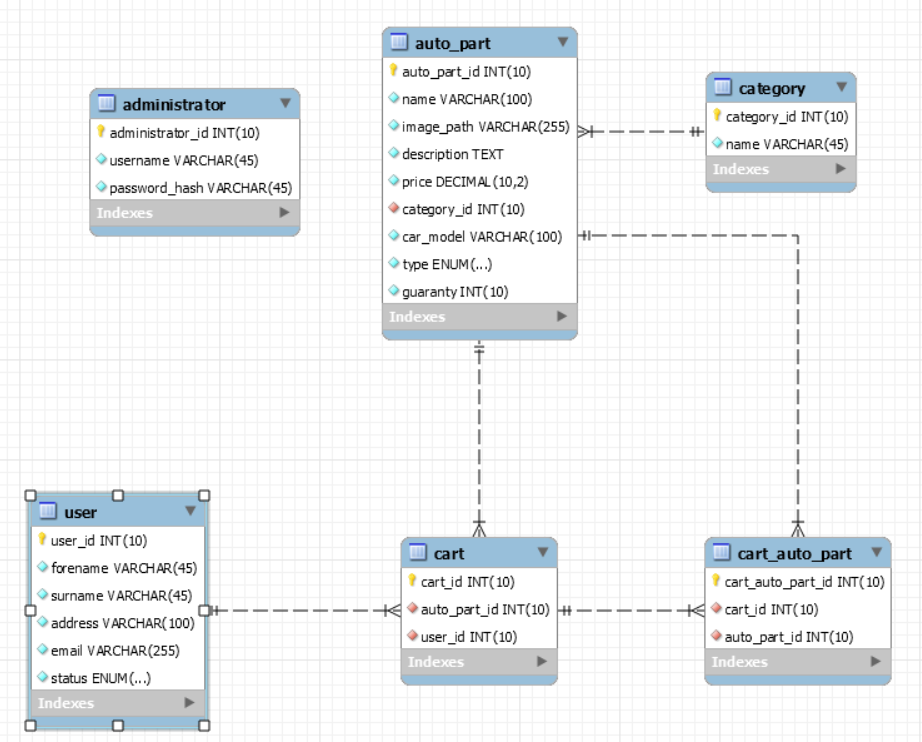 auto_part
auto_part_id INT(10)
name VARCHAR(100)
image_path VARCHAR(255)
description TEXT
price DECIMAL(10,2)
category_id INT(10)
car_model VARCHAR(100)
type ENUM(...)
guaranty INT(10)
Indexes
administrator
administrator_id INT(10)
username VARCHAR(45)
password_hash VARCHAR(45)
Indexes
category
category_id INT(10)
name VARCHAR(45)
Indexes
user
user_id INT(10)
forename VARCHAR(45)
surname VARCHAR(45)
address VARCHAR(100)
email VARCHAR(255)
status ENUM(...)
Indexes
cart
cart_id INT(10)
auto_part_id INT(10)
user_id INT(10)
Indexes
cart_auto_part
cart_auto_part_id INT(10)
cart_id INT(10)
auto_part_id INT(10)
Indexes